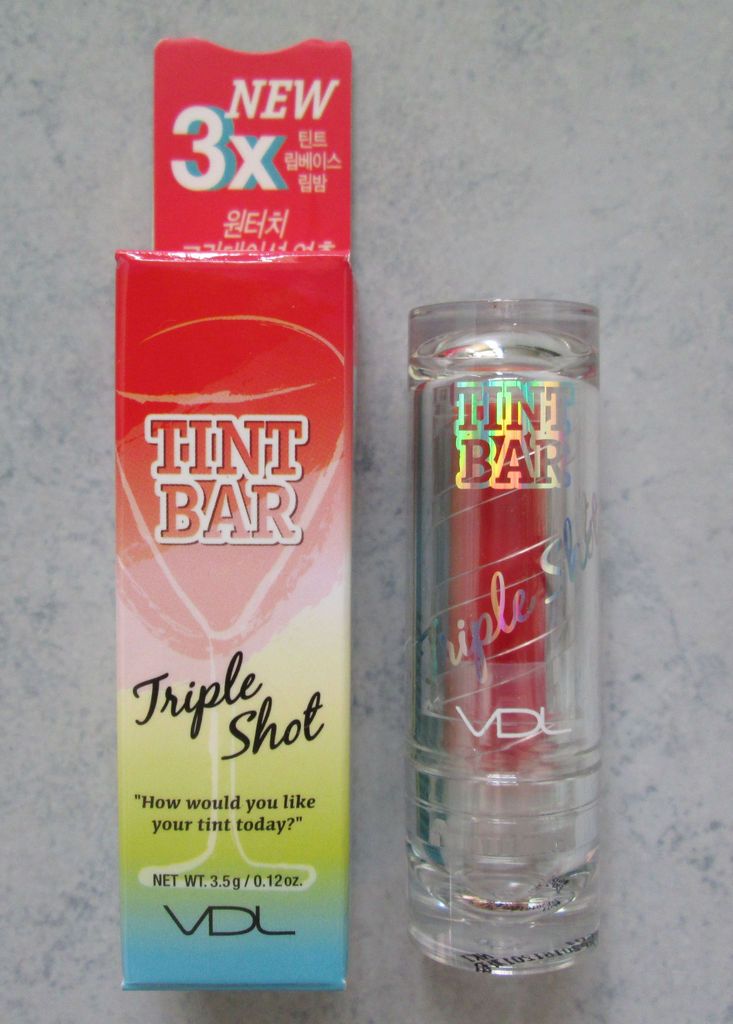 NEW
3x
틴트
립베이스
립밤
원터치
TINT
BAR
Triple
Shot
"How would you like
your tint today?"
NET WT. 3.5g / 0.12oz.
VDL
TINT
BAR
Triple Shot
VDL